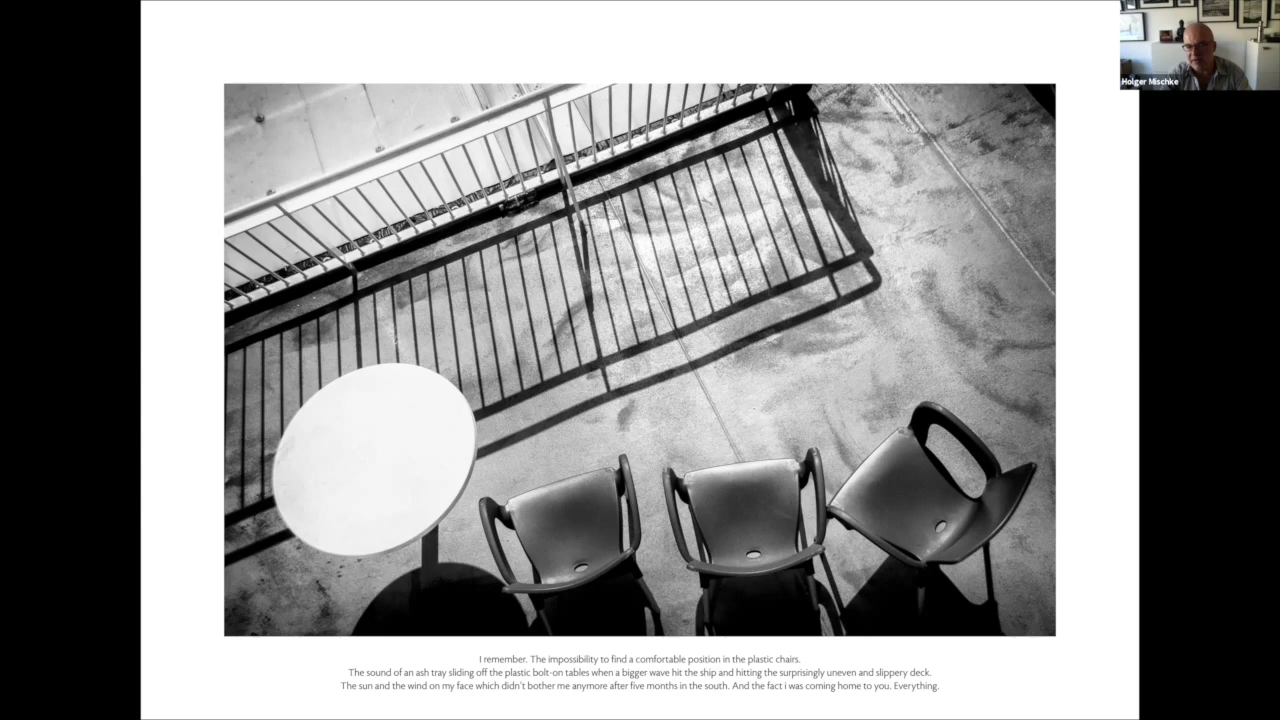 Holger Mischke
I remember. The impossibility to find a comfortable position in the plastic chairs.
The sound of an ash tray sliding off the plastic bolt-on tables when a bigger wave hit the ship and hitting the surprisingly uneven and slippery deck.
The sun and the wind on my face which didn't bother me anymore after five months in the south. And the fact i was coming home to you. Everything.